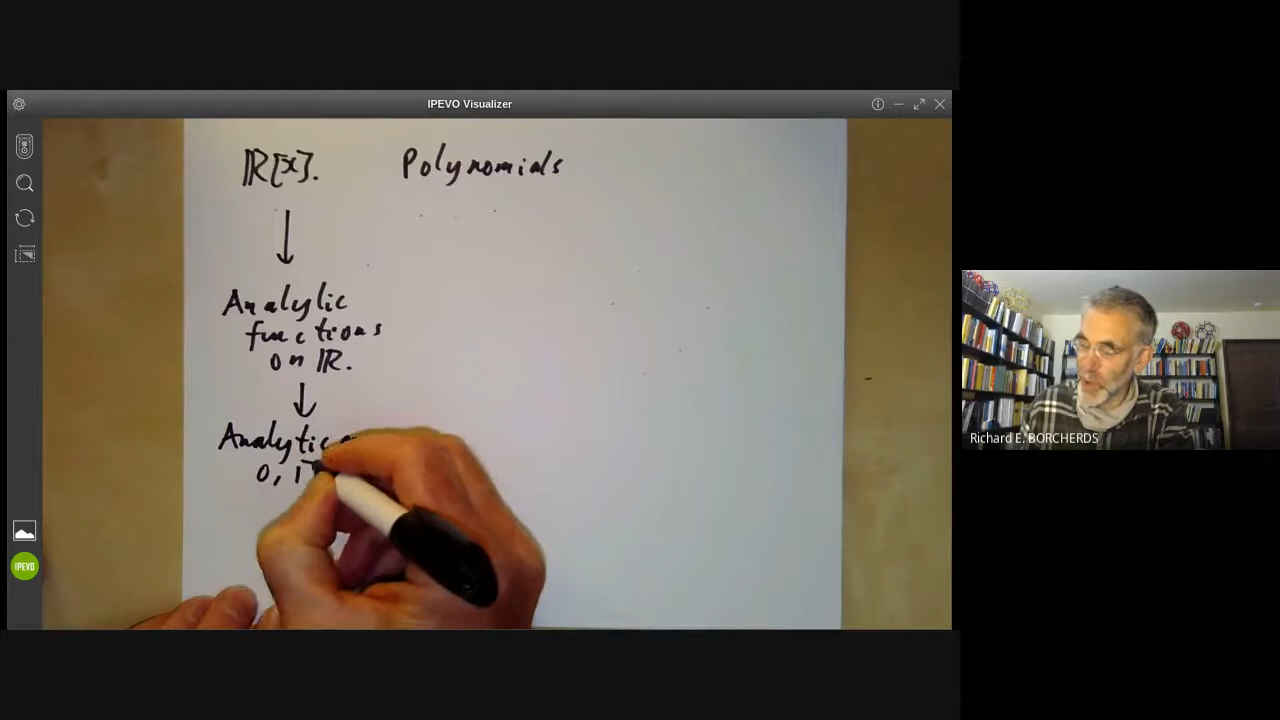 IPEVO Visualizer
ℝ[x].
Polynomials
↓
Analytic
functions
on ℝ.
↓
Analytic
0, 1
Richard E. BORCHERDS
IPEVO